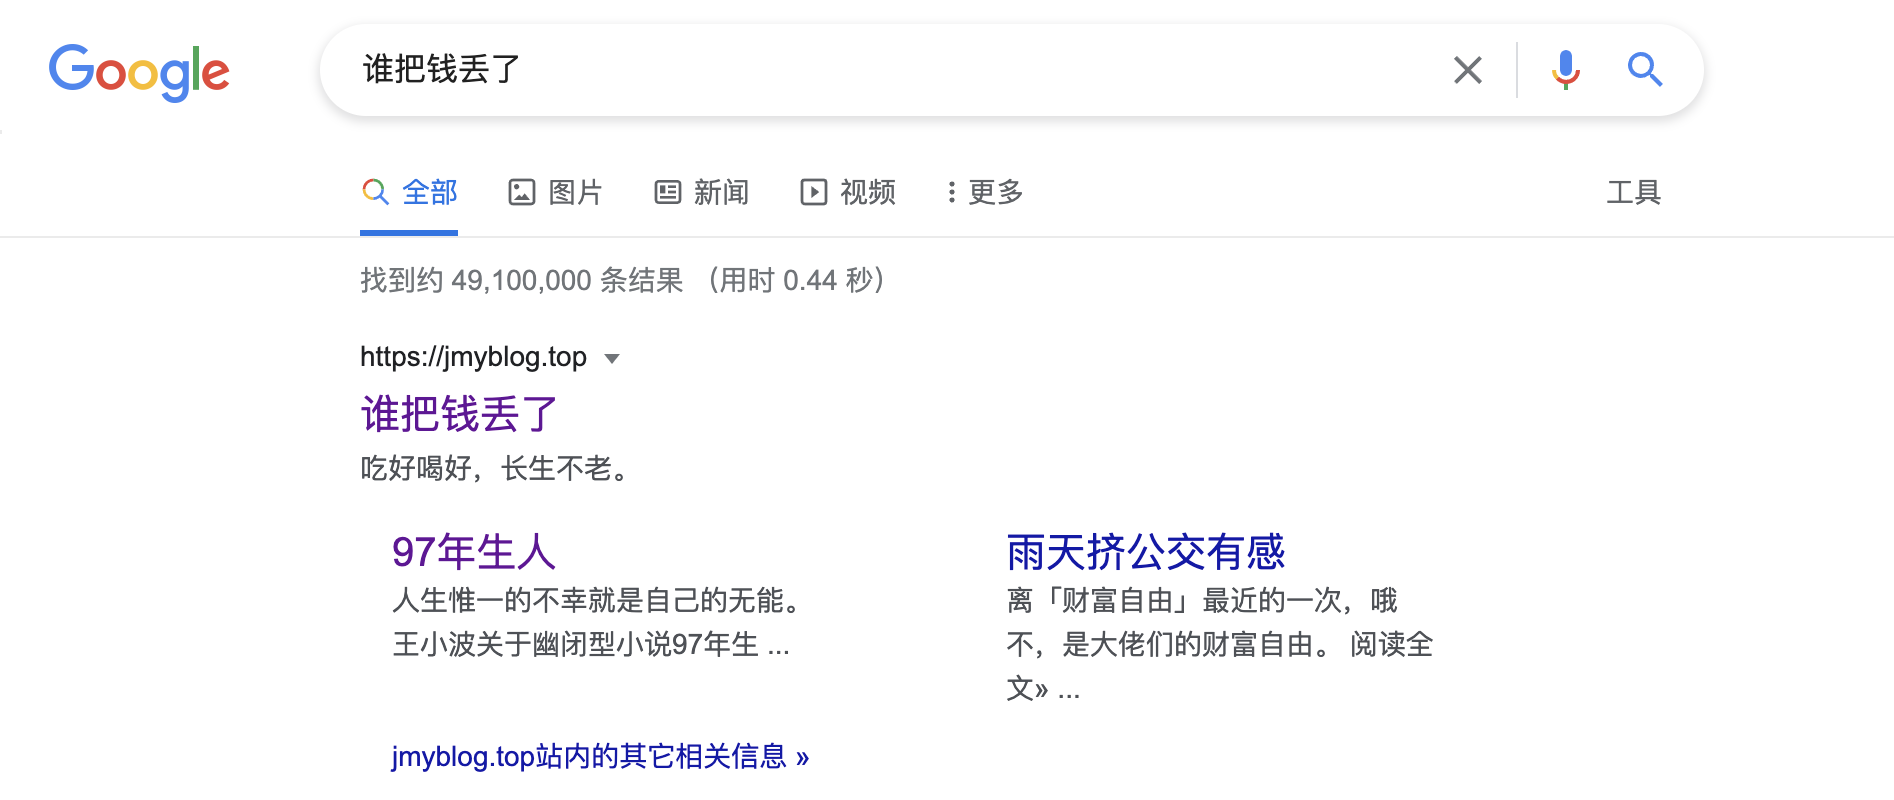 Google
谁把钱丢了
全部
图片
新闻
视频
更多
工具
找到约 49,100,000 条结果 （用时 0.44 秒）
https://jmyblog.top
谁把钱丢了
吃好喝好，长生不老。
97年生人
人生惟一的不幸就是自己的无能。
王小波关于幽闭型小说97年生 ...
雨天挤公交有感
离「财富自由」最近的一次，哦
不，是大佬们的财富自由。 阅读全
文» ...
jmyblog.top站内的其它相关信息 »